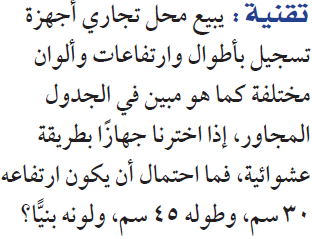 تقنية : يبيع محل تجاري أجهزة
تسجيل بأطوال وارتفاعات وألوان
مختلفة كما هو مبين في الجدول
المجاور، إذا اخترنا جهازًا بطريقة
عشوائية، فما احتمال أن يكون ارتفاعه
٣٠ سم، وطوله ٤٥ سم، ولونه بنيًّا؟